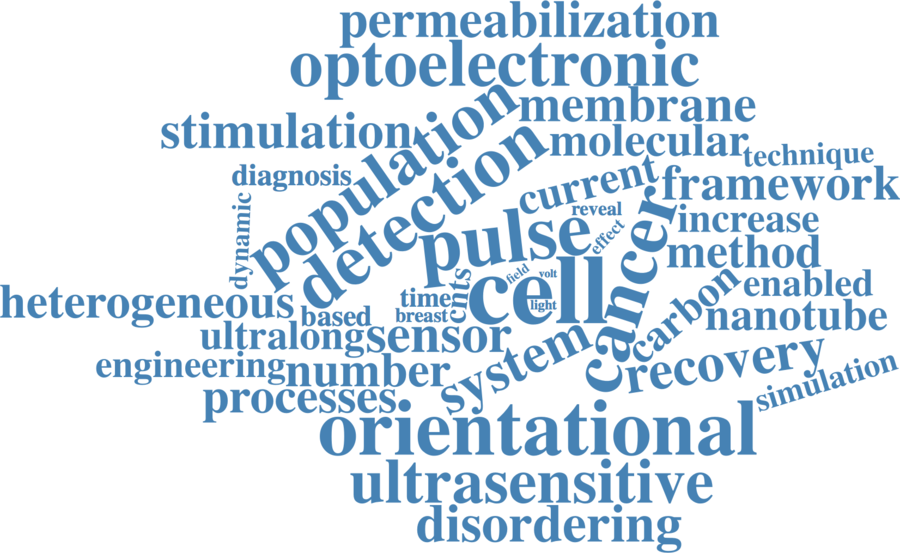 permeabilization
optoelectronic
membrane
population
stimulation
molecular
technique
detection
diagnosis
current
framework
reveal
increase
dynamic
pulse
effect
cancer
method
field
volt
cell
enabled
heterogeneous
time
cnts
light
carbon
nanotube
based
breast
ultralong
sensor
system
recovery
engineering
number
simulation
processes
orientational
ultrasensitive
disordering